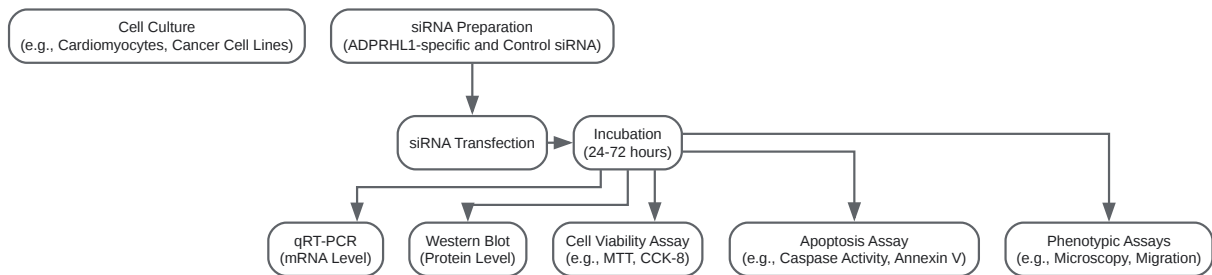 Cell Culture
(e.g., Cardiomyocytes, Cancer Cell Lines)
siRNA Preparation
(ADPRHL1-specific and Control siRNA)
siRNA Transfection
Incubation
(24-72 hours)
qRT-PCR
(mRNA Level)
Western Blot
(Protein Level)
Cell Viability Assay
(e.g., MTT, CCK-8)
Apoptosis Assay
(e.g., Caspase Activity, Annexin V)
Phenotypic Assays
(e.g., Microscopy, Migration)